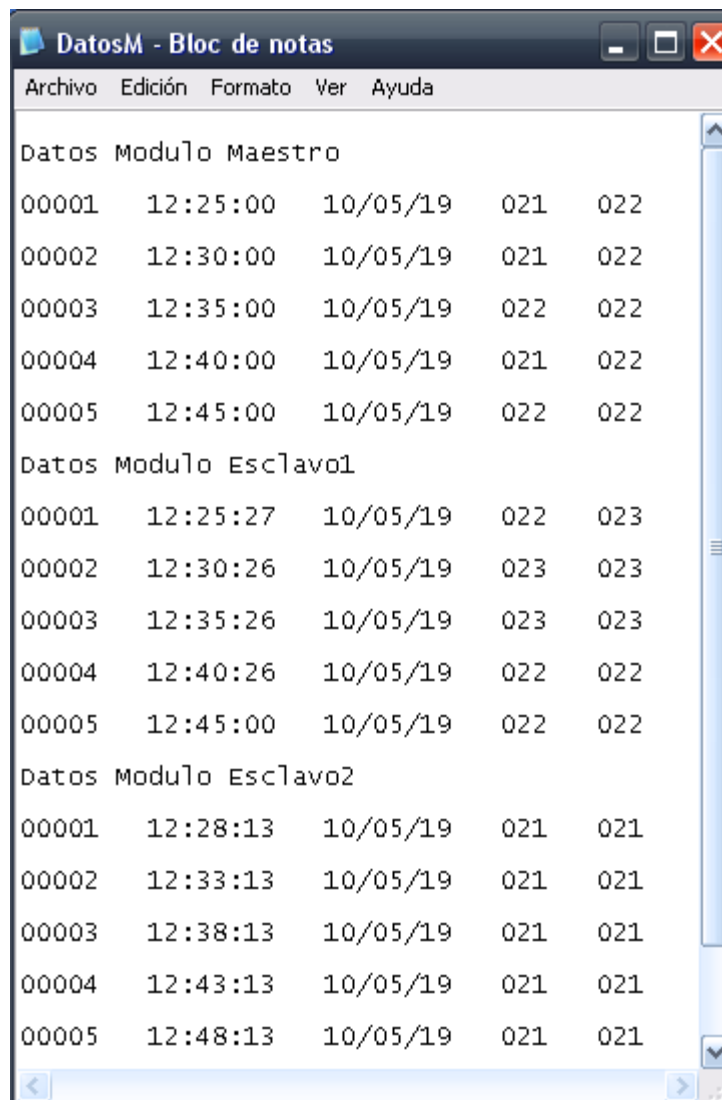 DatosM - Bloc de notas
Archivo Edición Formato Ver Ayuda
Datos Modulo Maestro
00001 12:25:00 10/05/19 021 022
00002 12:30:00 10/05/19 021 022
00003 12:35:00 10/05/19 022 022
00004 12:40:00 10/05/19 021 022
00005 12:45:00 10/05/19 022 022
Datos Modulo Esclavo1
00001 12:25:27 10/05/19 022 023
00002 12:30:26 10/05/19 023 023
00003 12:35:26 10/05/19 023 023
00004 12:40:26 10/05/19 022 022
00005 12:45:00 10/05/19 022 022
Datos Modulo Esclavo2
00001 12:28:13 10/05/19 021 021
00002 12:33:13 10/05/19 021 021
00003 12:38:13 10/05/19 021 021
00004 12:43:13 10/05/19 021 021
00005 12:48:13 10/05/19 021 021